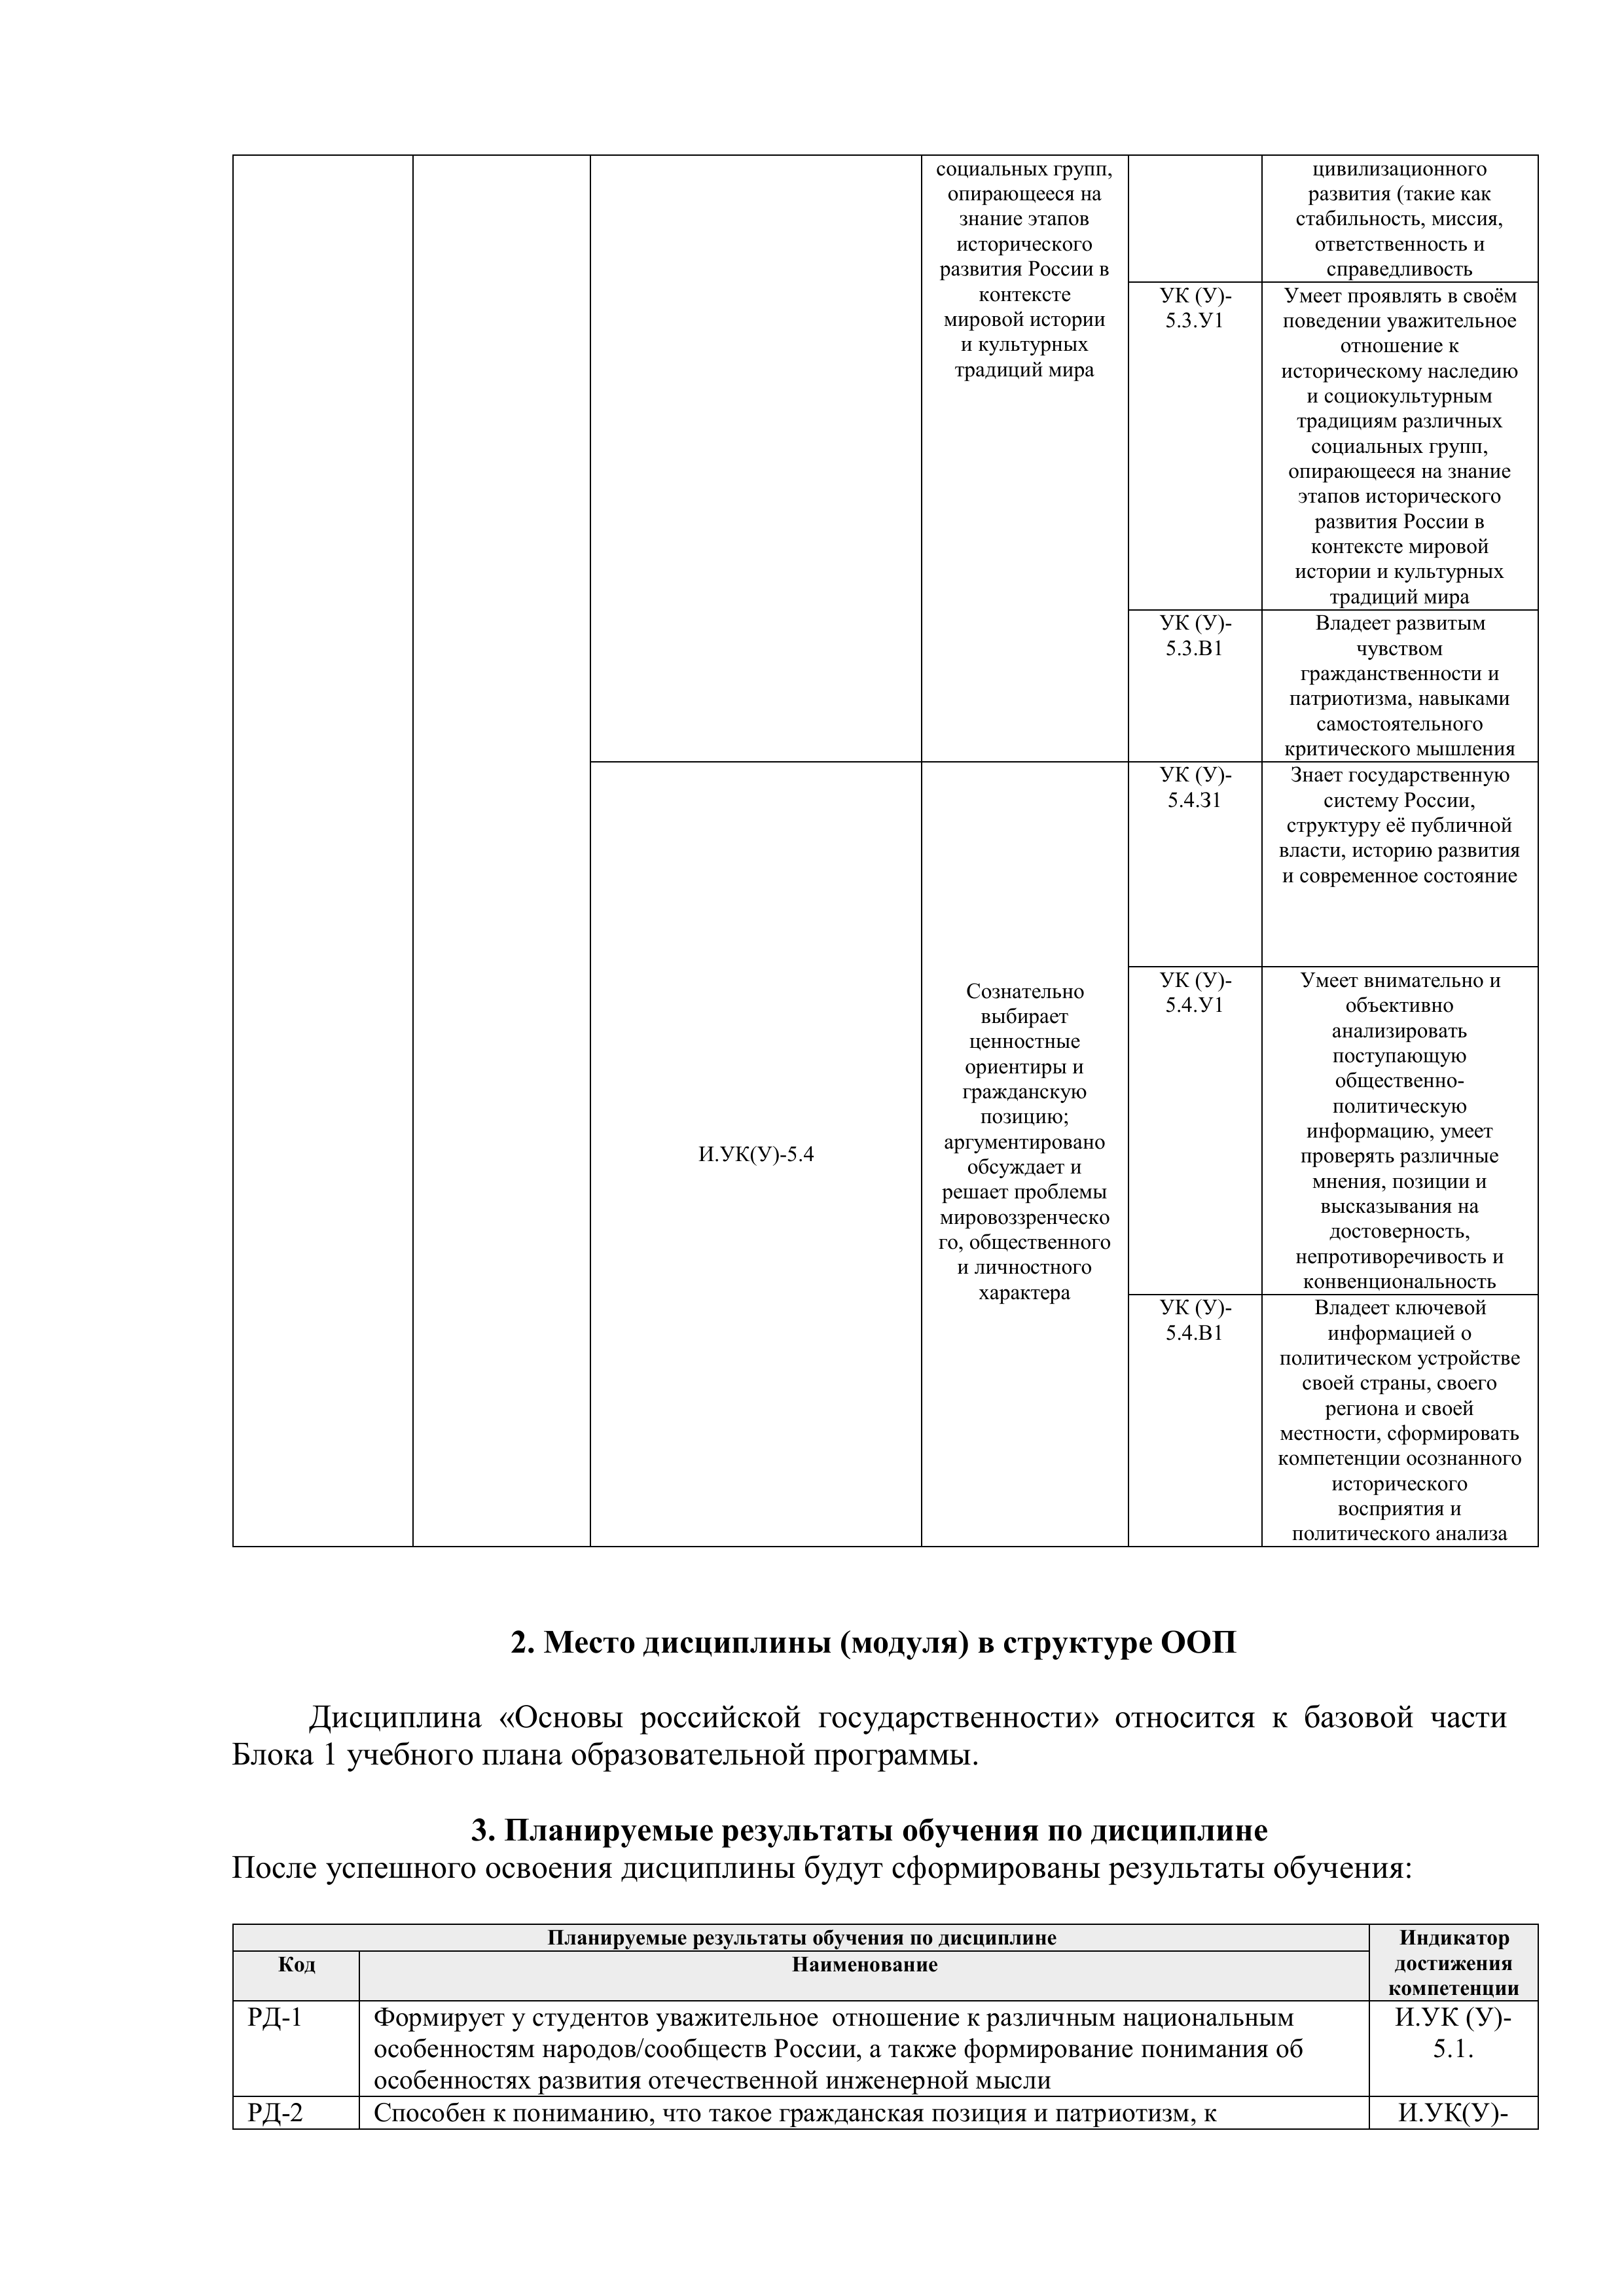 социальных групп,
опирающееся на
знание этапов
исторического
развития России в
контексте
мировой истории
и культурных
традиций мира
цивилизационного
развития (такие как
стабильность, миссия,
ответственность и
справедливость
УК (У)-
5.3.У1
Умеет проявлять в своём
поведении уважительное
отношение к
историческому наследию
и социокультурным
традициям различных
социальных групп,
опирающееся на знание
этапов исторического
развития России в
контексте мировой
истории и культурных
традиций мира
УК (У)-
5.3.В1
Владеет развитым
чувством
гражданственности и
патриотизма, навыками
самостоятельного
критического мышления
И.УК(У)-5.4
Сознательно
выбирает
ценностные
ориентиры и
гражданскую
позицию;
аргументировано
обсуждает и
решает проблемы
мировоззренческо
го, общественного
и личностного
характера
УК (У)-
5.4.З1
Знает государственную
систему России,
структуру её публичной
власти, историю развития
и современное состояние
УК (У)-
5.4.У1
Умеет внимательно и
объективно
анализировать
поступающую
общественно-
политическую
информацию, умеет
проверять различные
мнения, позиции и
высказывания на
достоверность,
непротиворечивость и
конвенциональность
УК (У)-
5.4.В1
Владеет ключевой
информацией о
политическом устройстве
своей страны, своего
региона и своей
местности, сформировать
компетенции осознанного
исторического
восприятия и
политического анализа
2. Место дисциплины (модуля) в структуре ООП
Дисциплина «Основы российской государственности» относится к базовой части
Блока 1 учебного плана образовательной программы.
3. Планируемые результаты обучения по дисциплине
После успешного освоения дисциплины будут сформированы результаты обучения:
Планируемые результаты обучения по дисциплине
Индикатор
достижения
компетенции
Код
Наименование
РД-1
Формирует у студентов уважительное  отношение к различным национальным
особенностям народов/сообществ России, а также формирование понимания об
особенностях развития отечественной инженерной мысли
И.УК (У)-
5.1.
РД-2
Способен к пониманию, что такое гражданская позиция и патриотизм, к
И.УК(У)-